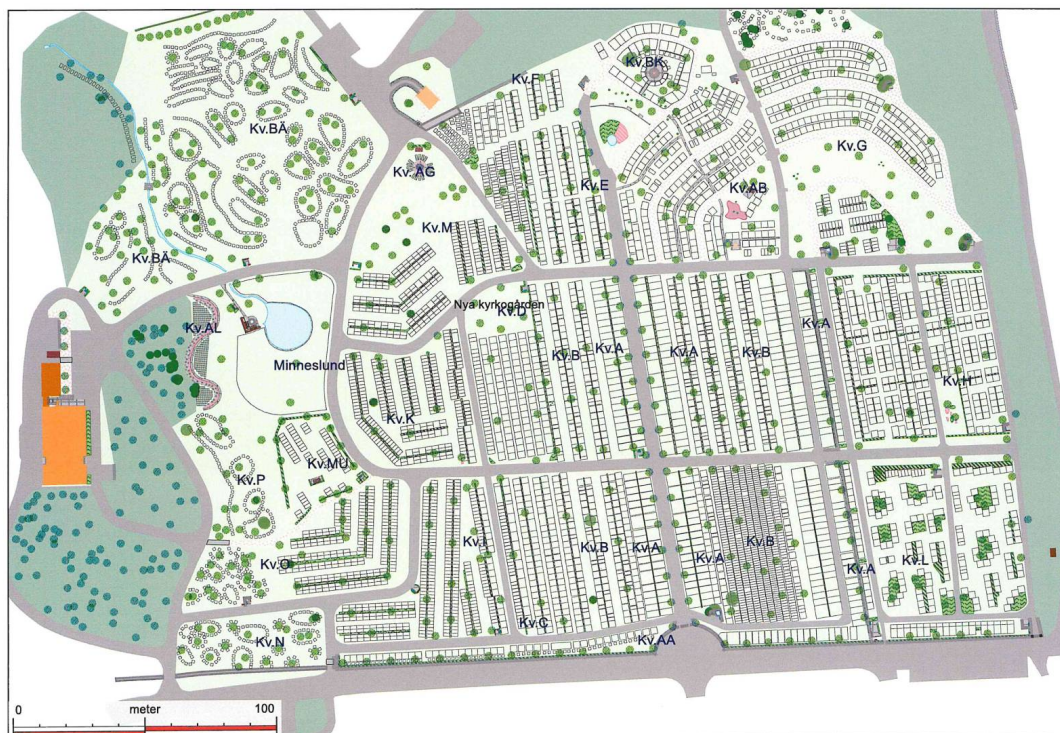 Kv.BK
Kv.F
Kv.BÄ
Kv.G
Kv. AG
Kv.E
Kv.AB
Kv.M
Kv.BÄ
Nya kyrkogården
Kv.D
Kv.AL
Kv.A
Kv.B
Kv.A
Kv.A
Kv.B
Minneslund
Kv.H
Kv.K
Kv.MU
Kv.P
Kv.I
Kv.B
Kv.A
Kv.A
Kv.B
Kv.O
Kv.A
Kv.L
Kv.C
Kv.N
Kv.AA
0 meter 100